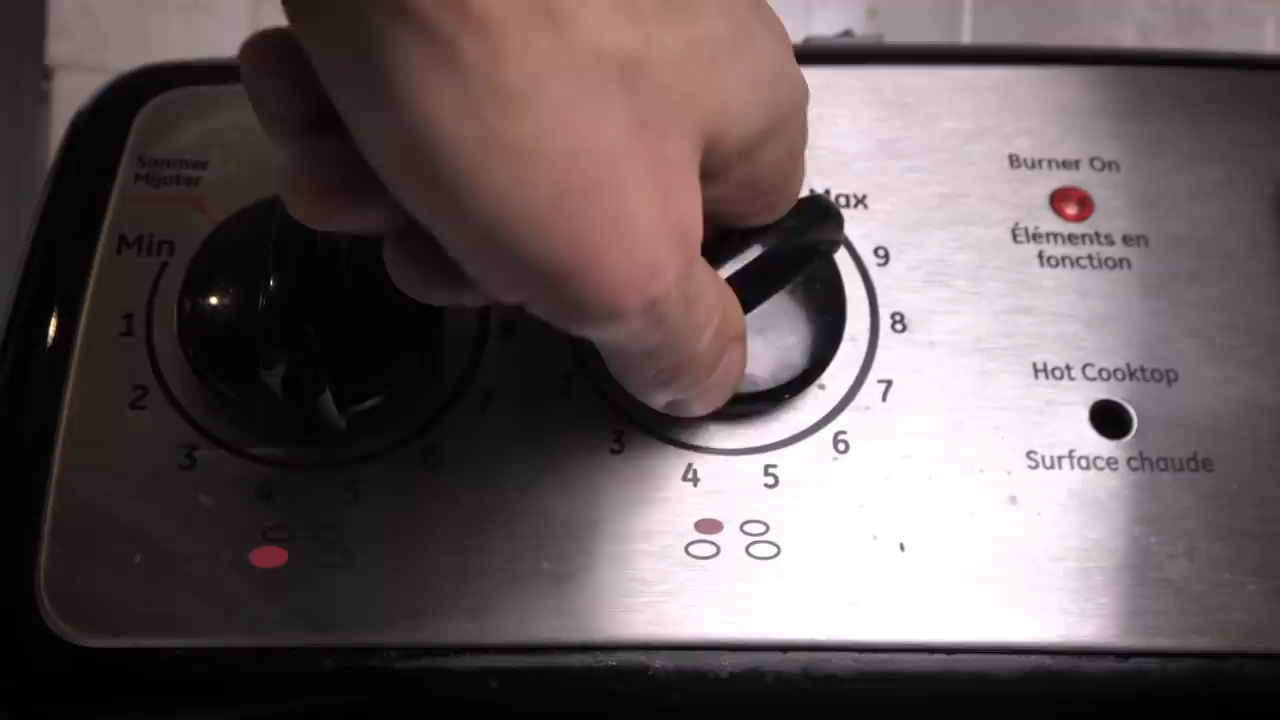 Simmer
Mijoter
Min
1
2
3
4
5
Max
9
8
7
6
5
4
3
Burner On
Éléments en
fonction
Hot Cooktop
Surface chaude